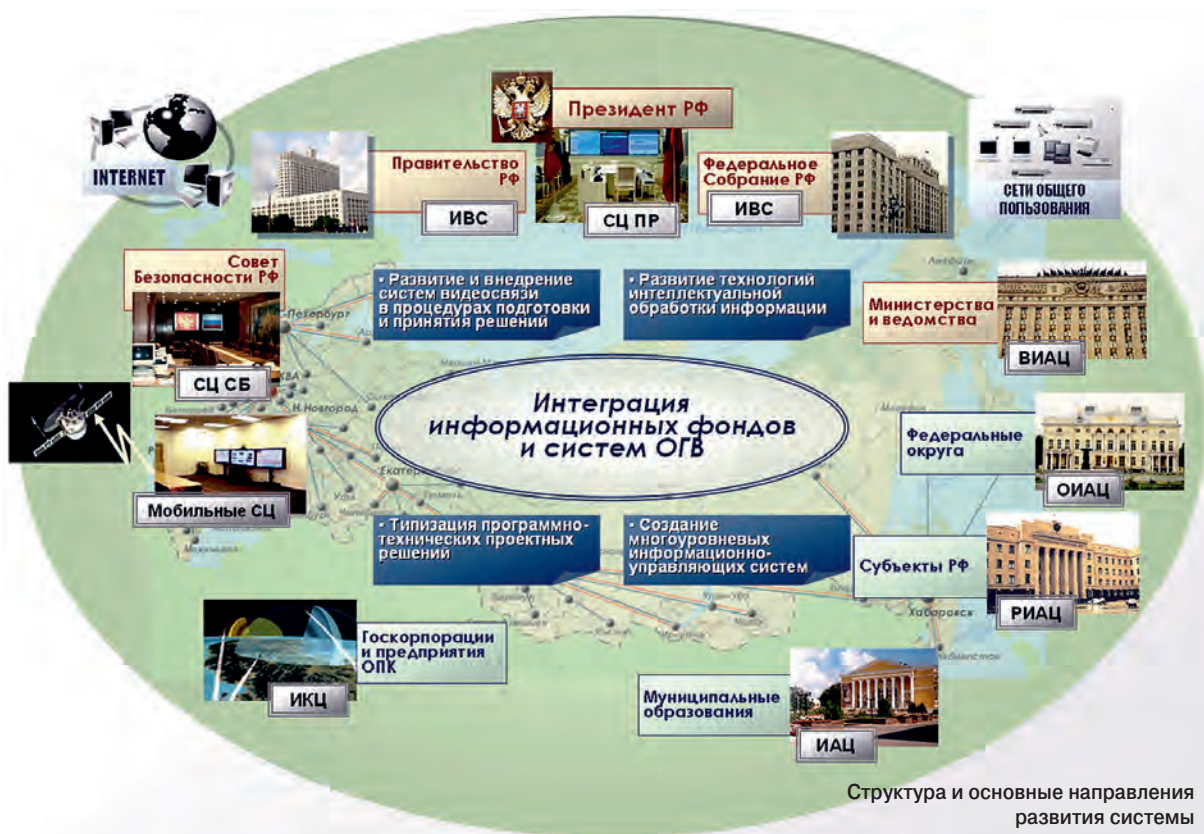 Президент РФ
INTERNET
Правительство
РФ
ИВС
СЦ ПР
Федеральное
Собрание РФ
ИВС
СЕТИ ОБЩЕГО
ПОЛЬЗОВАНИЯ
Совет
Безопасности РФ
СЦ СБ
• Развитие и внедрение
систем видеосвязи
в процедурах подготовки
и принятия решений
• Развитие технологий
интеллектуальной
обработки информации
Министерства
и ведомства
ВИАЦ
Н.Новгород
Интеграция
информационных фондов
и систем ОГВ
Федеральные
округа
ОИАЦ
Мобильные СЦ
Уфа
• Типизация программно-
технических проектных
решений
• Создание
многоуровневых
информационно-
управляющих систем
Субъекты РФ
РИАЦ
Хабаровск
Госкорпорации
и предприятия
ОПК
ИКЦ
Муниципальные
образования
ИАЦ
Структура и основные направления
развития системы